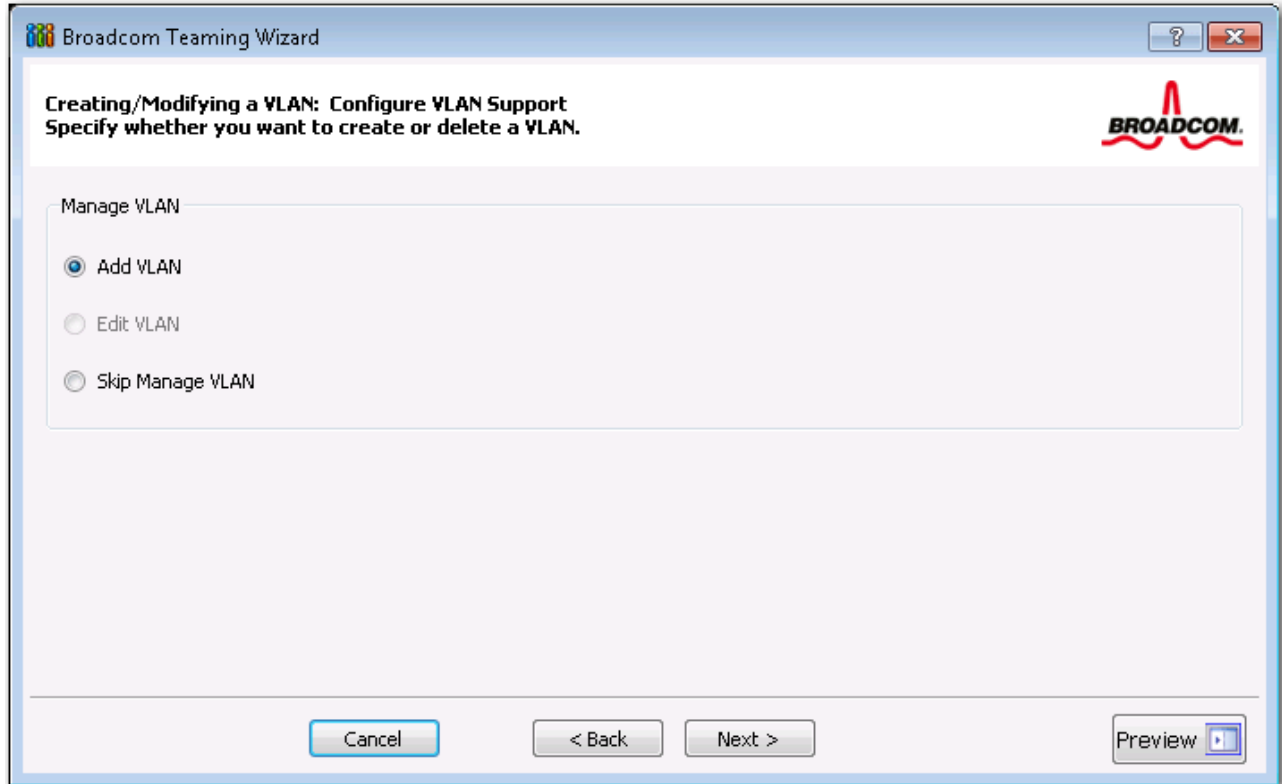 Broadcom Teaming Wizard
?
Creating/Modifying a VLAN: Configure VLAN Support
Specify whether you want to create or delete a VLAN.
BROADCOM.
Manage VLAN
Add VLAN
Edit VLAN
Skip Manage VLAN
Cancel
< Back
Next >
Preview